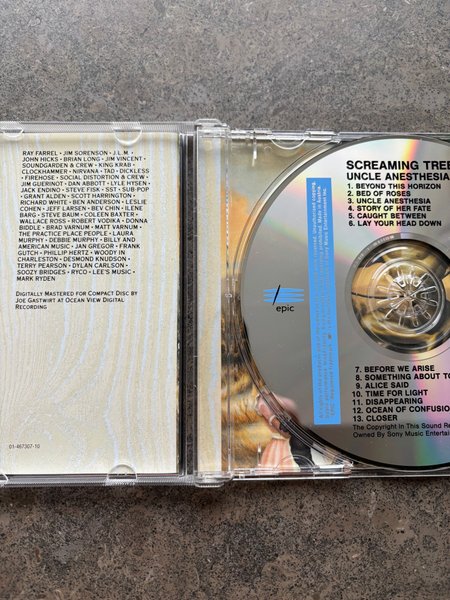 RAY FARREL • JIM SORENSON • J.L.M.
JOHN HICKS • BRIAN LONG • JIM VINCENT
SOUNDGARDEN & CREW • KING KRAB •
CLOCKHAMMER • NIRVANA • TAD • DICKLESS
• FIREHOSE • SOCIAL DISTORTION & CREW •
JIM GUERINOT • DAN ABBOTT • LYLE HYSEN
JACK ENDINO • STEVE FISK • SST • SUB•POP
• GRANT ALDEN • SCOTT HARRINGTON •
RICHARD WHITE • BEN ANDERSON • LESLIE
COHEN • JEFF LARSEN • BEV CHIN • ILENE
BARG • STEVE BAUM • COLEEN BAXTER •
WALLACE ROSS • ROBERT VODIKA • DONNA
BIDDLE • BRAD VARNUM • MATT VARNUM •
THE PRACTICE PLACE PEOPLE • LAURA
MURPHY • DEBBIE MURPHY • BILLY AND
AMERICAN MUSIC • JAN GREGOR • FRANK
GUTCH • PHILLIP HERTZ • WOODY IN
CHARLESTON • DESMOND KNUDSON •
TERRY PEARSON • DYLAN CARLSON •
SOOZY BRIDGES • RYCO • LEE'S MUSIC •
MARK RYDEN
DIGITALLY MASTERED FOR COMPACT DISC BY
JOE GASTWIRT AT OCEAN VIEW DIGITAL
RECORDING
01-467307-10
epic
SCREAMING TREE
UNCLE ANESTHESIA
1. BEYOND THIS HORIZON
2. BED OF ROSES
3. UNCLE ANESTHESIA
4. STORY OF HER FATE
5. CAUGHT BETWEEN
6. LAY YOUR HEAD DOWN
7. BEFORE WE ARISE
8. SOMETHING ABOUT TO
9. ALICE SAID
10. TIME FOR LIGHT
11. DISAPPEARING
12. OCEAN OF CONFUSIO
13. CLOSER
The Copyright In This Sound Re
Owned By Sony Music Entertai